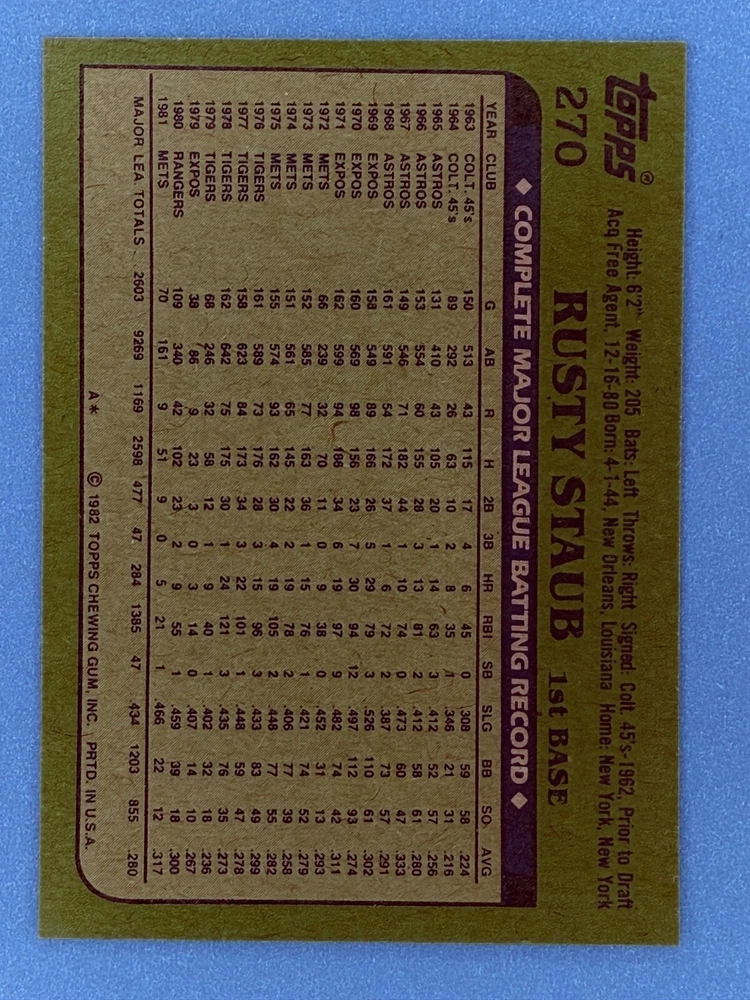 topps®
270 RUSTY STAUB 1st BASE
Height: 6'2" Weight: 205 Bats: Left Throws: Right Signed: Colt 45's-1962, Prior to Draft
Acq Free Agent, 12-16-80 Born: 4-1-44, New Orleans, Louisiana Home: New York, New York
◆ COMPLETE MAJOR LEAGUE BATTING RECORD ◆
YEAR CLUB G AB R H 2B 3B HR RBI SB SLG BB SO AVG
1963 COLT. 45's 150 513 43 115 17 4 6 45 0 .308 59 58 .224
1964 COLT. 45's 89 292 26 63 10 2 8 35 1 .346 21 31 .216
1965 ASTROS 131 410 43 105 20 1 14 63 3 .412 52 57 .256
1966 ASTROS 153 554 60 155 28 3 13 81 2 .412 58 61 .280
1967 ASTROS 149 546 71 182 44 1 10 74 0 .473 60 47 .333
1968 ASTROS 161 591 54 172 37 1 6 72 2 .387 73 57 .291
1969 EXPOS 158 549 89 166 26 5 29 79 3 .526 110 61 .302
1970 EXPOS 160 569 98 156 23 7 30 94 12 .497 112 93 .274
1971 EXPOS 162 599 94 186 34 6 19 97 9 .482 74 42 .311
1972 METS 66 239 32 70 11 0 9 38 0 .452 31 13 .293
1973 METS 152 585 77 163 36 1 15 76 1 .421 74 52 .279
1974 METS 151 561 65 145 22 2 19 78 2 .406 77 39 .258
1975 METS 155 574 93 162 30 4 19 105 2 .448 77 55 .282
1976 TIGERS 161 589 73 176 28 3 15 96 3 .433 83 49 .299
1977 TIGERS 158 623 84 173 34 3 22 101 1 .448 59 47 .278
1978 TIGERS 162 642 75 175 30 1 24 121 3 .435 76 35 .273
1979 TIGERS 68 246 32 58 12 1 9 40 1 .402 32 18 .236
1979 EXPOS 38 86 9 23 3 0 3 14 0 .407 14 10 .267
1980 RANGERS 109 340 42 102 23 2 9 55 1 .459 39 18 .300
1981 METS 70 161 9 51 9 0 5 21 1 .466 22 12 .317
MAJOR LEA TOTALS 2603 9269 1169 2598 477 47 284 1385 47 .434 1203 855 .280
A* © 1982 TOPPS CHEWING GUM, INC. PRTD. IN U.S.A.